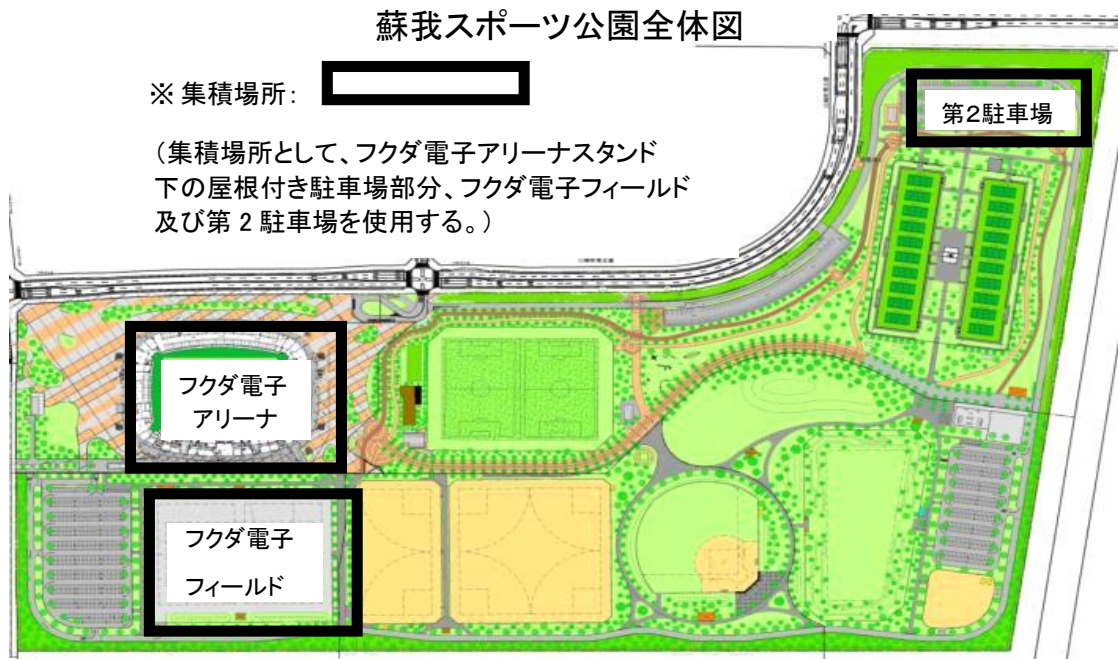 蘇我スポーツ公園全体図
※ 集積場所：
（集積場所として、フクダ電子アリーナスタンド
下の屋根付き駐車場部分、フクダ電子フィールド
及び第２駐車場を使用する。）
第２駐車場
フクダ電子
アリーナ
フクダ電子
フィールド